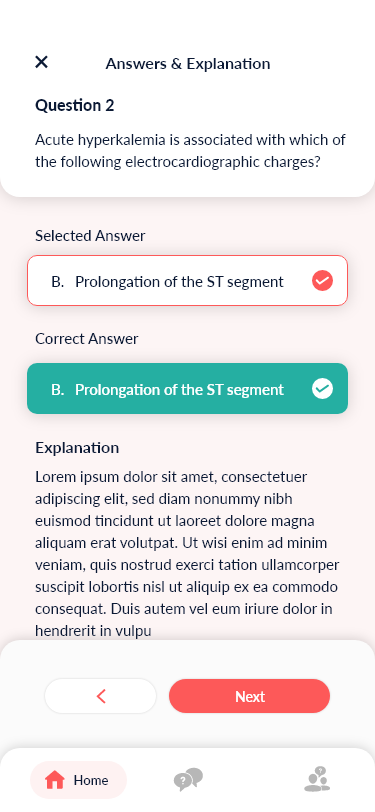 Answers & Explanation
Question 2
Acute hyperkalemia is associated with which of
the following electrocardiographic charges?
Selected Answer
B. Prolongation of the ST segment
Correct Answer
B. Prolongation of the ST segment
Explanation
Lorem ipsum dolor sit amet, consectetuer
adipiscing elit, sed diam nonummy nibh
euismod tincidunt ut laoreet dolore magna
aliquam erat volutpat. Ut wisi enim ad minim
veniam, quis nostrud exerci tation ullamcorper
suscipit lobortis nisl ut aliquip ex ea commodo
consequat. Duis autem vel eum iriure dolor in
hendrerit in vulpu
Next
Home